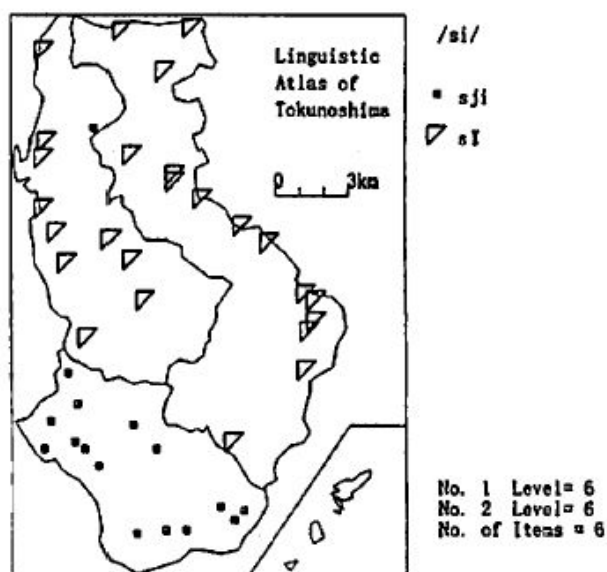 /si/
Linguistic
Atlas of
Tokunoshima
sji
sI
0 3km
No. 1 Level= 6
No. 2 Level= 6
No. of Items = 6